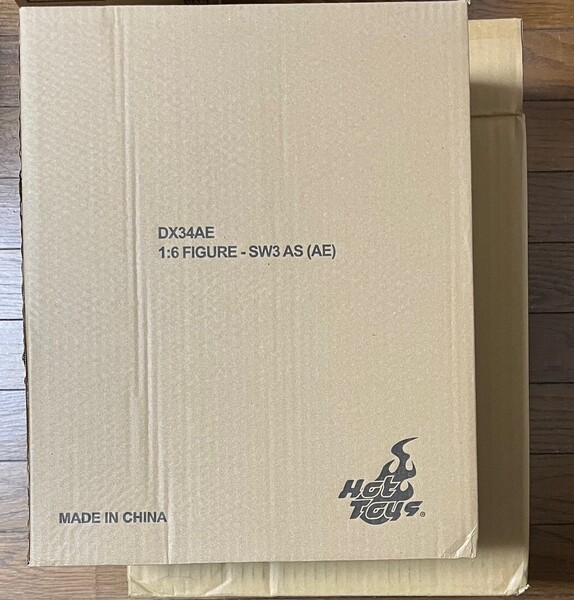 DX34AE
1:6 FIGURE - SW3 AS (AE)
Hot
Toys®
MADE IN CHINA